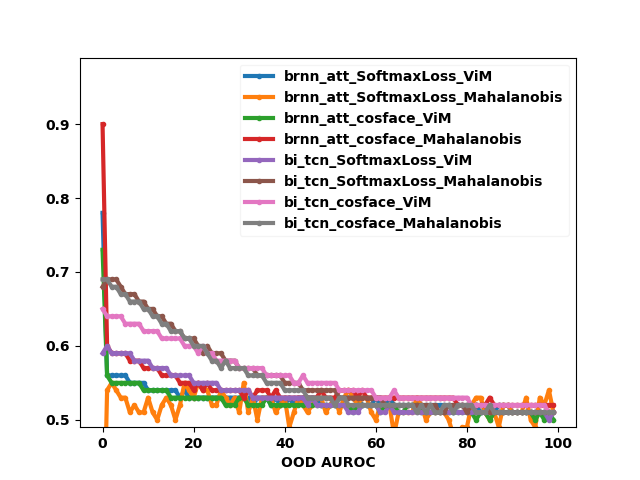 brnn_att_SoftmaxLoss_ViM
brnn_att_SoftmaxLoss_Mahalanobis
brnn_att_cosface_ViM
brnn_att_cosface_Mahalanobis
bi_tcn_SoftmaxLoss_ViM
bi_tcn_SoftmaxLoss_Mahalanobis
bi_tcn_cosface_ViM
bi_tcn_cosface_Mahalanobis
0.9
0.8
0.7
0.6
0.5
0 20 40 60 80 100
OOD AUROC